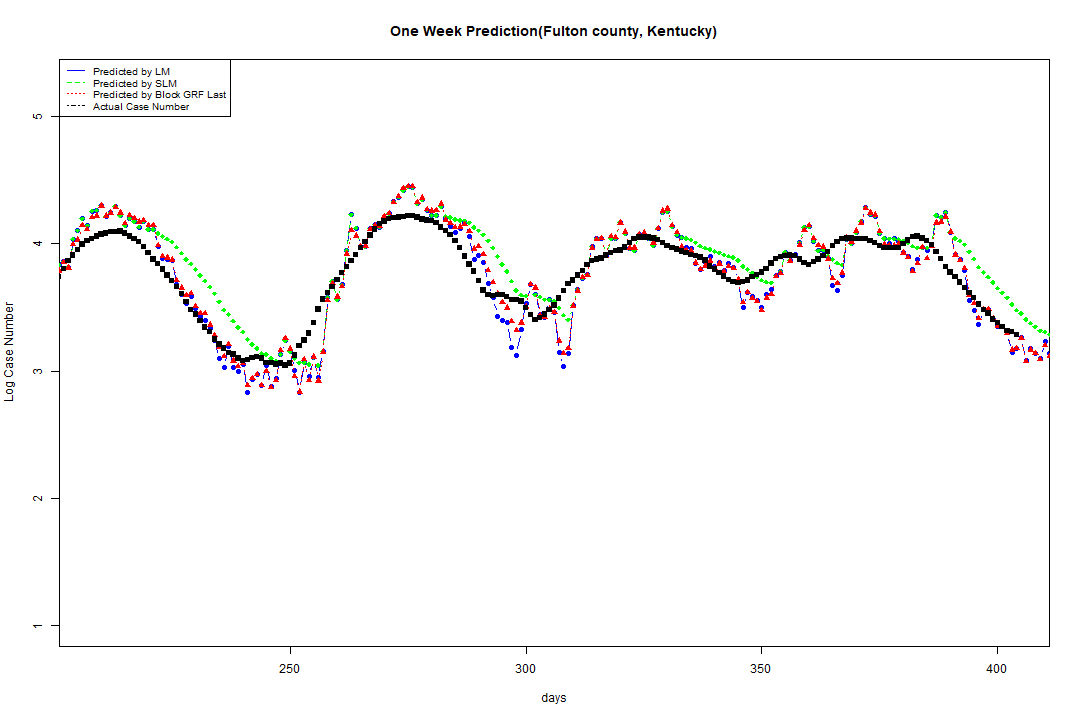 One Week Prediction(Fulton county, Kentucky)
Predicted by LM
Predicted by SLM
Predicted by Block GRF Last
Actual Case Number
5
4
3
2
1
Log Case Number
250 300 350 400
days